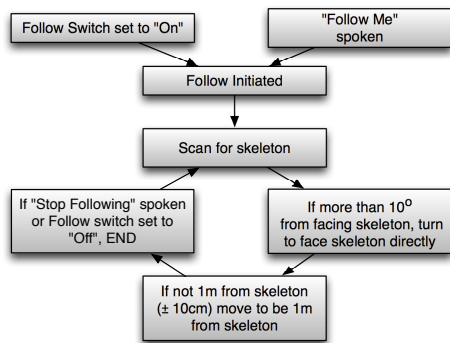 Follow Switch set to "On"
"Follow Me"
spoken
Follow Initiated
Scan for skeleton
If "Stop Following" spoken
or Follow switch set to
"Off", END
If more than 10⁰
from facing skeleton, turn
to face skeleton directly
If not 1m from skeleton
(± 10cm) move to be 1m
from skeleton